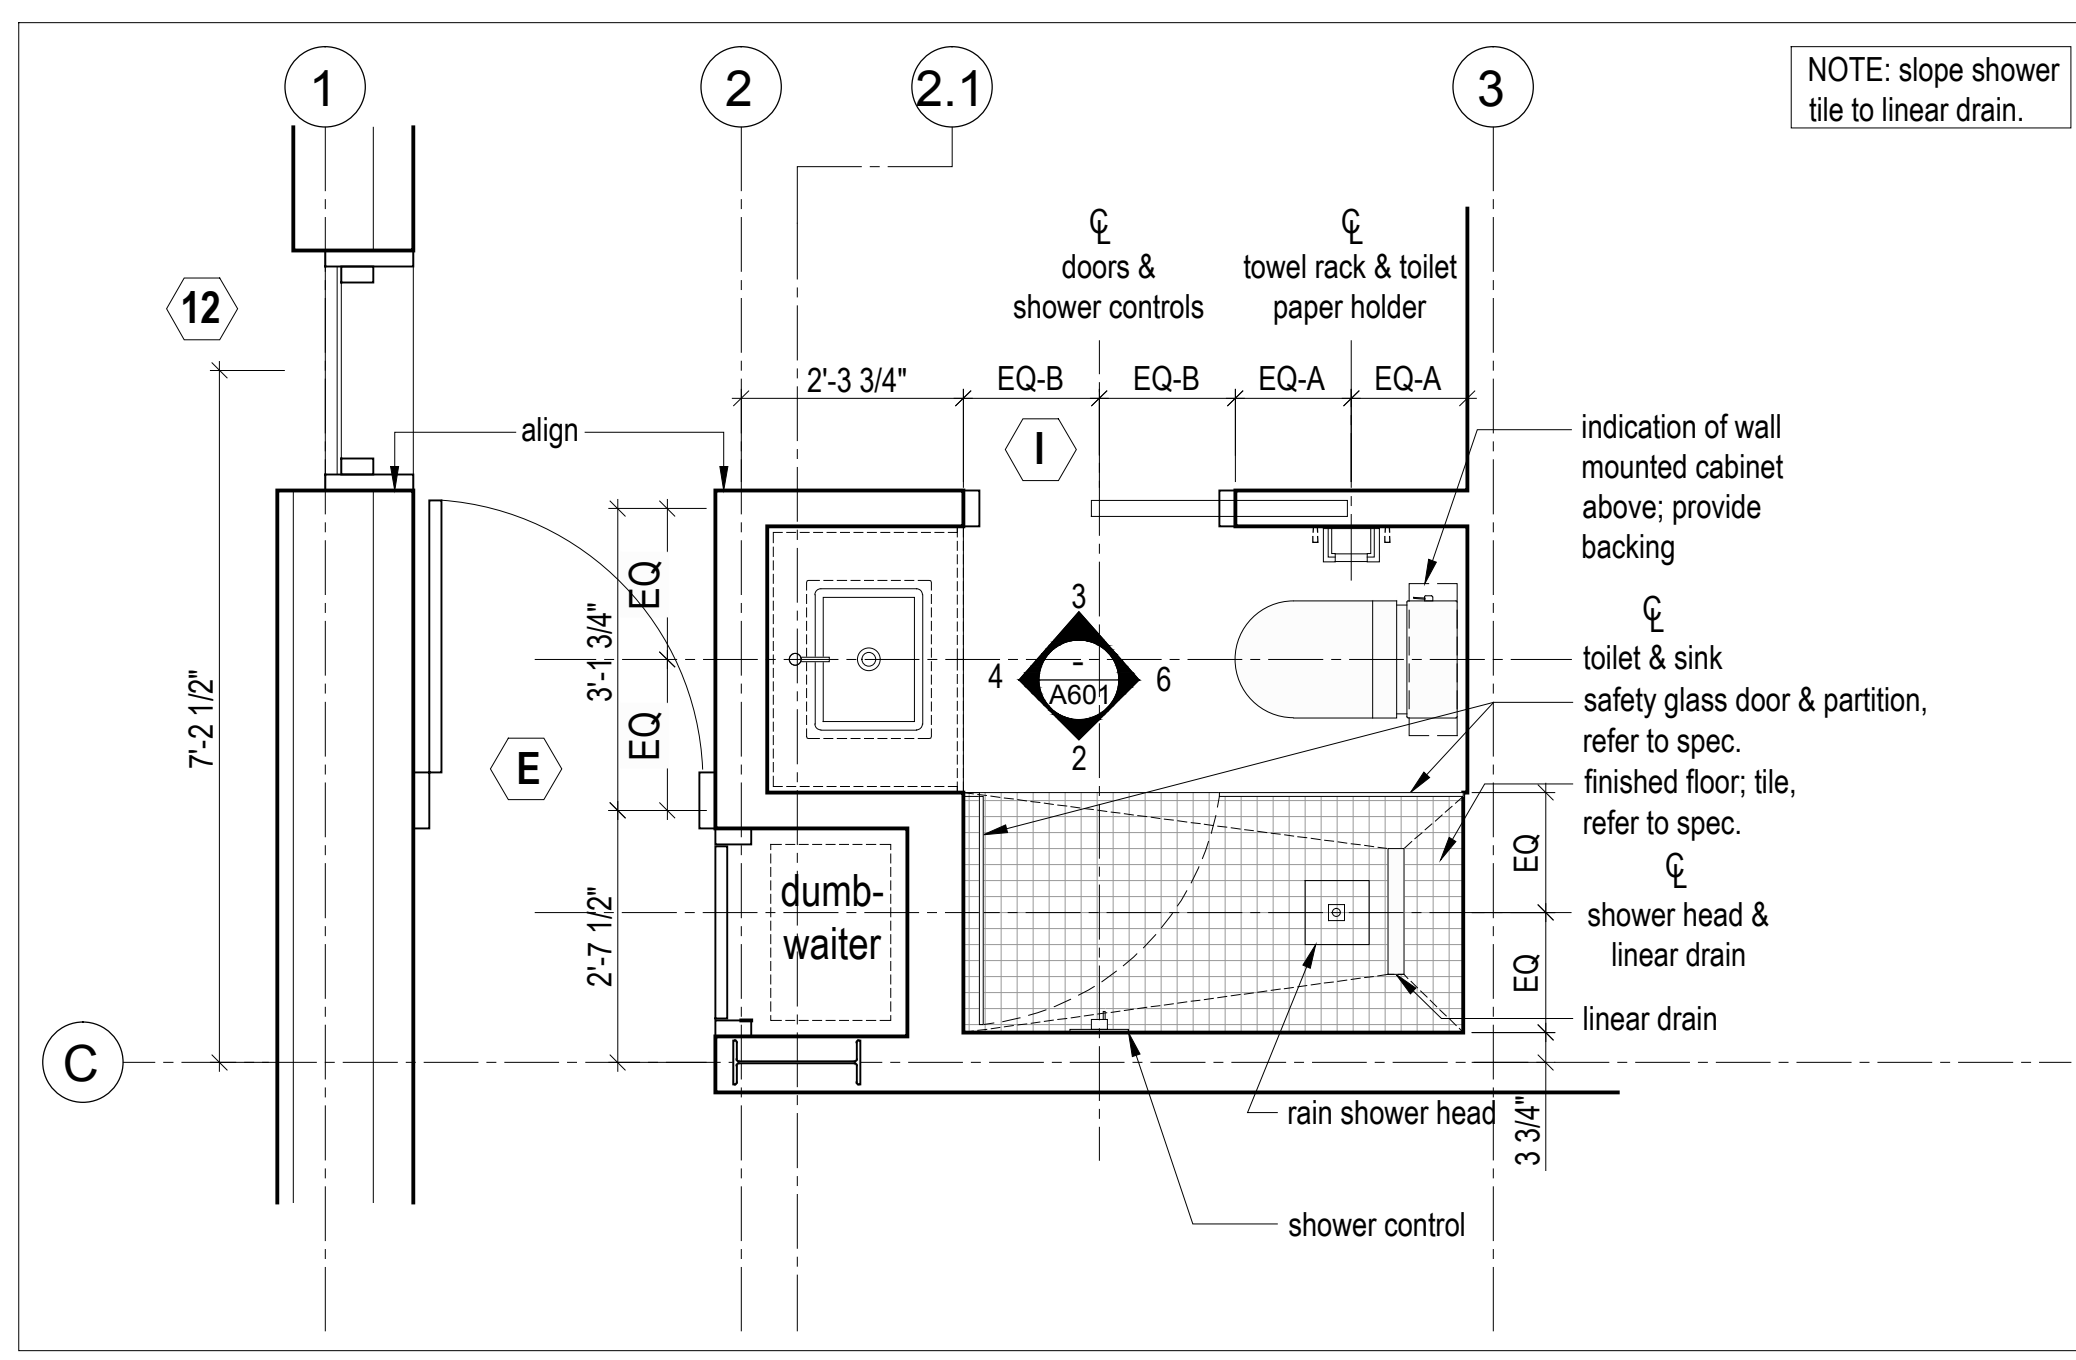 1
2
2.1
3
NOTE: slope shower
tile to linear drain.
℄
doors &
shower controls
℄
towel rack & toilet
paper holder
12
2'-3 3/4"
EQ-B
EQ-B
EQ-A
EQ-A
align
I
indication of wall
mounted cabinet
above; provide
backing
EQ
3'-1 3/4"
EQ
7'-2 1/2"
E
3
4
-
A601
6
2
℄
toilet & sink
safety glass door & partition,
refer to spec.
finished floor; tile,
refer to spec.
℄
shower head &
linear drain
EQ
EQ
dumb-
waiter
2'-7 1/2"
linear drain
C
rain shower head
3 3/4"
shower control